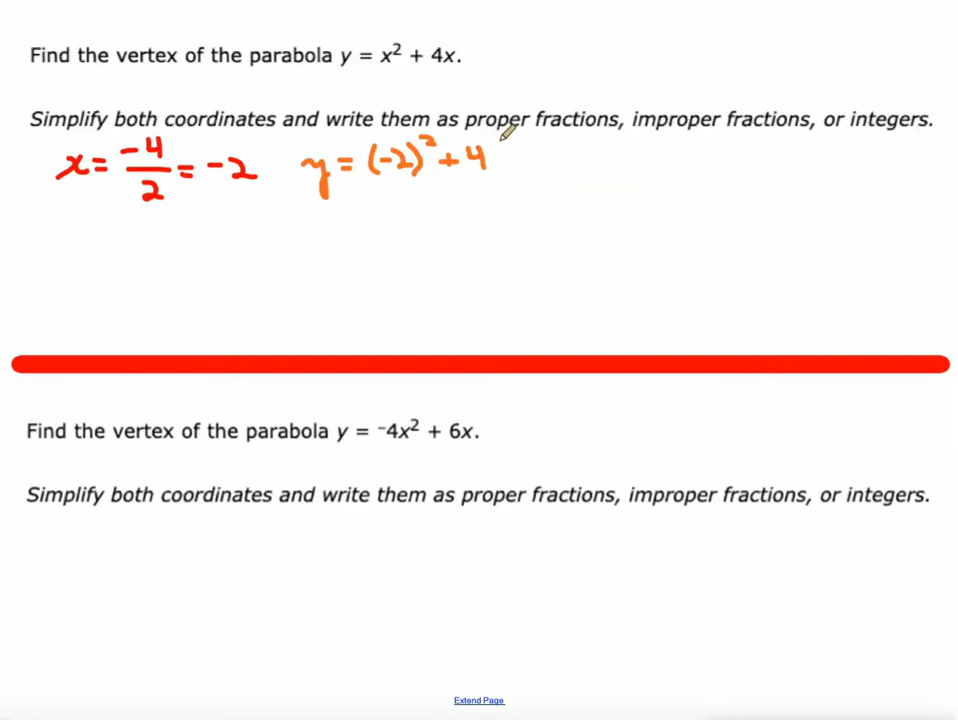 Find the vertex of the parabola y = x² + 4x.
Simplify both coordinates and write them as proper fractions, improper fractions, or integers.
x = -4/2 = -2 y = (-2)² + 4
Find the vertex of the parabola y = ⁻4x² + 6x.
Simplify both coordinates and write them as proper fractions, improper fractions, or integers.
Extend Page